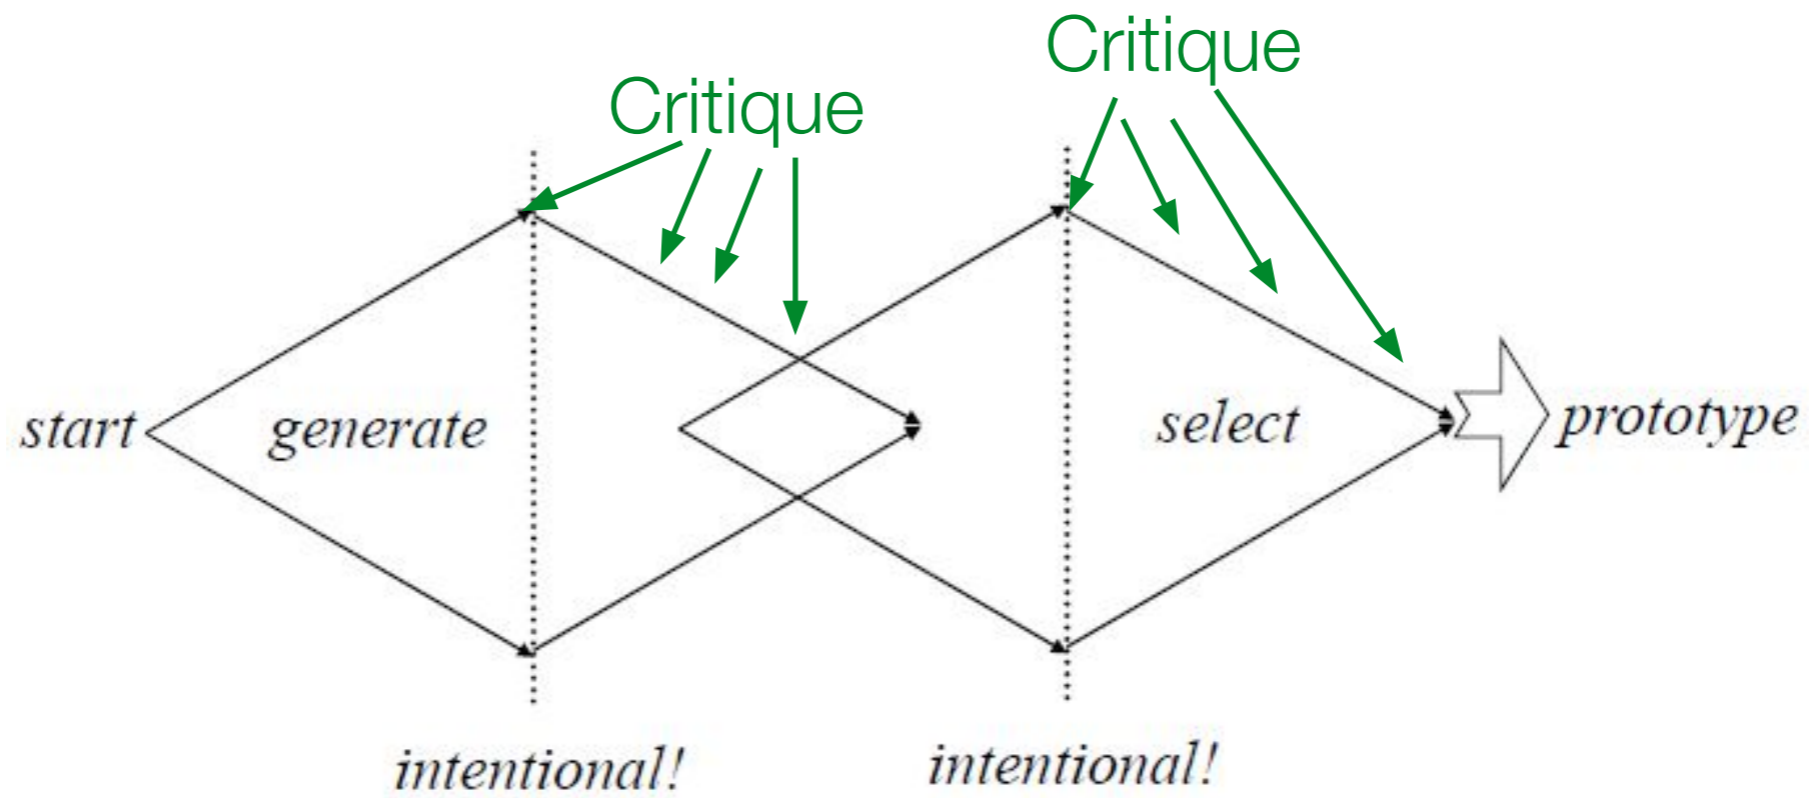 Critique
Critique
start
generate
select
prototype
intentional!
intentional!